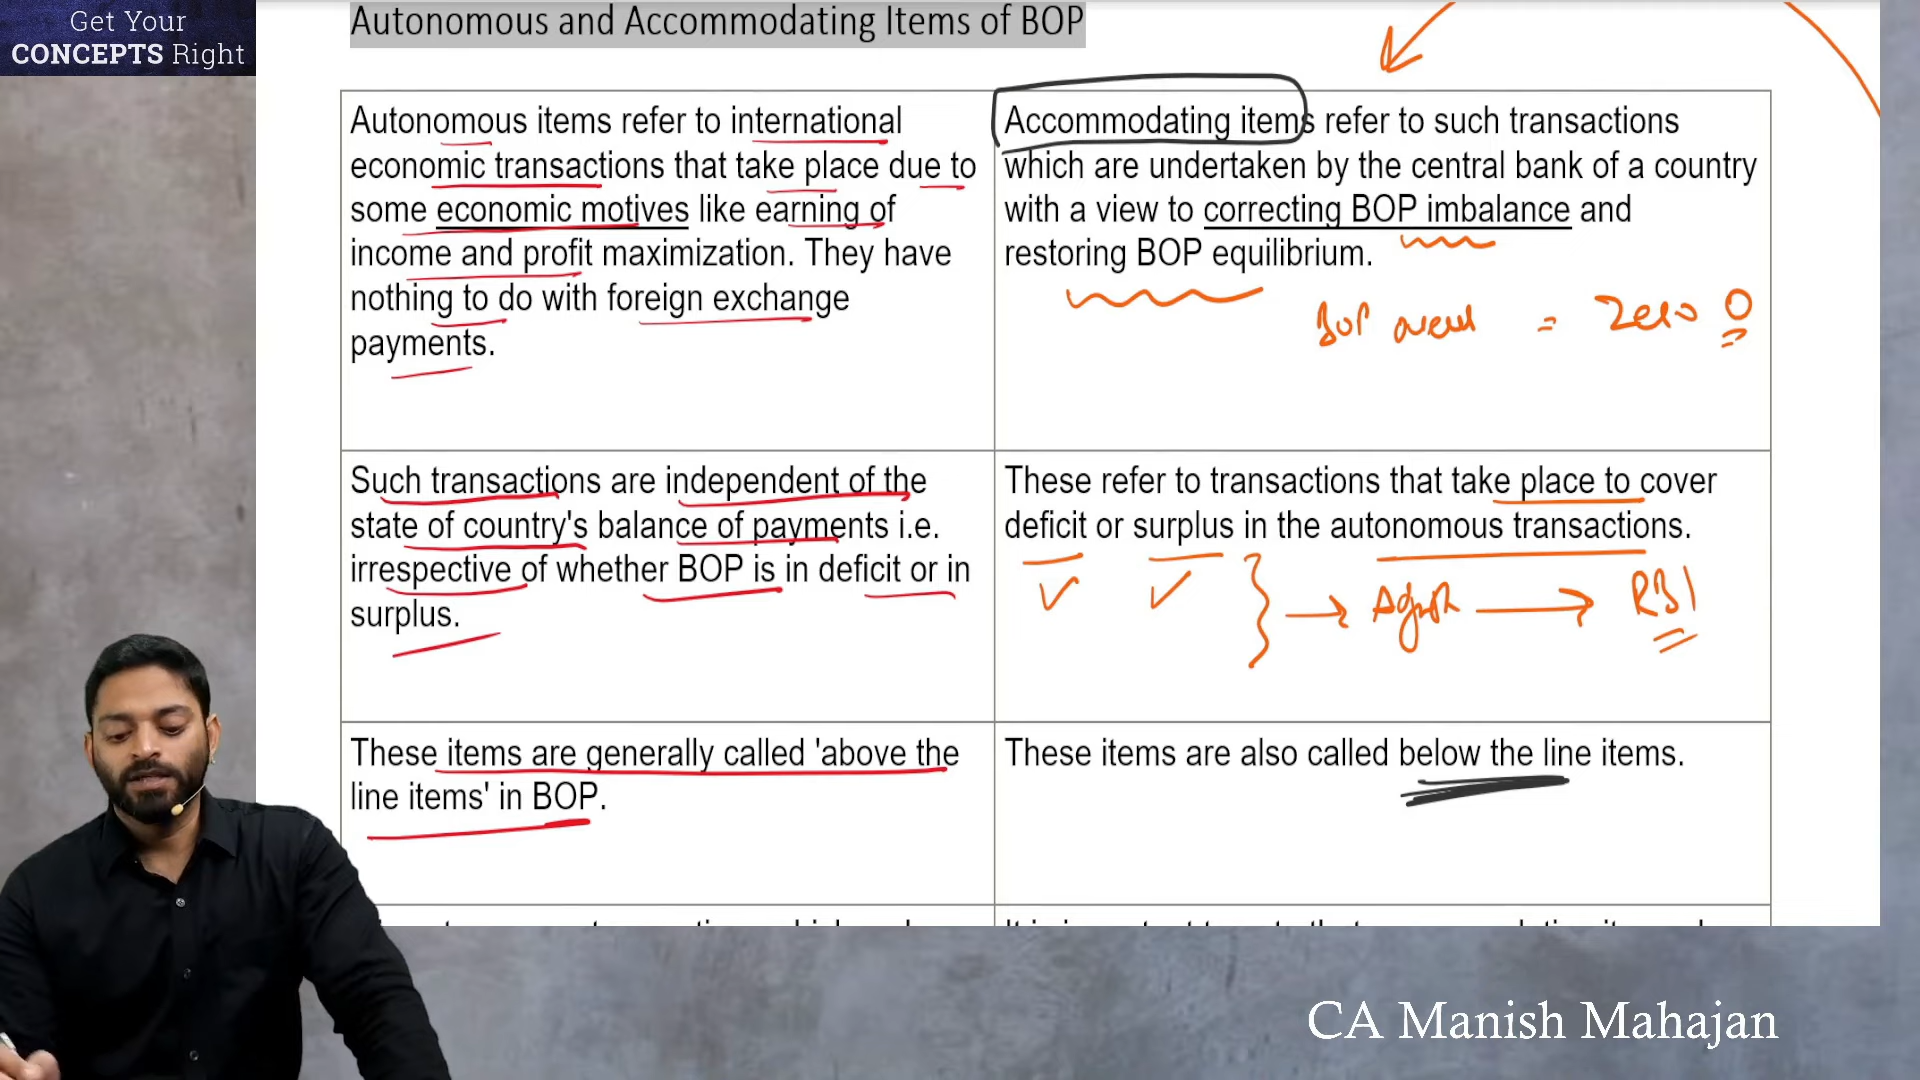 Get Your
CONCEPTS Right
Autonomous and Accommodating Items of BOP
Autonomous items refer to international
economic transactions that take place due to
some economic motives like earning of
income and profit maximization. They have
nothing to do with foreign exchange
payments.
Accommodating items refer to such transactions
which are undertaken by the central bank of a country
with a view to correcting BOP imbalance and
restoring BOP equilibrium.
BOP = Zero 0
Such transactions are independent of the
state of country's balance of payments i.e.
irrespective of whether BOP is in deficit or in
surplus.
These refer to transactions that take place to cover
deficit or surplus in the autonomous transactions.
RBI
These items are generally called 'above the
line items' in BOP.
These items are also called below the line items.
CA Manish Mahajan